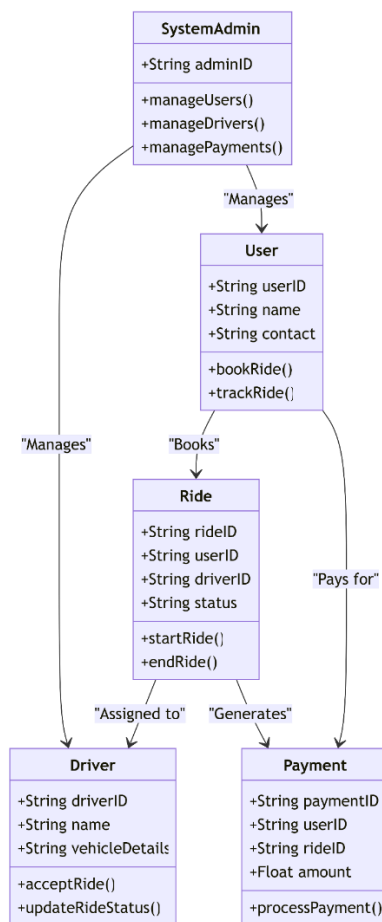 SystemAdmin
+String adminID
+manageUsers()
+manageDrivers()
+managePayments()
"Manages"
User
+String userID
+String name
+String contact
+bookRide()
+trackRide()
"Manages"
"Books"
Ride
+String rideID
+String userID
+String driverID
+String status
+startRide()
+endRide()
"Pays for"
"Assigned to"
"Generates"
Driver
+String driverID
+String name
+String vehicleDetails
+acceptRide()
+updateRideStatus()
Payment
+String paymentID
+String userID
+String rideID
+Float amount
+processPayment()